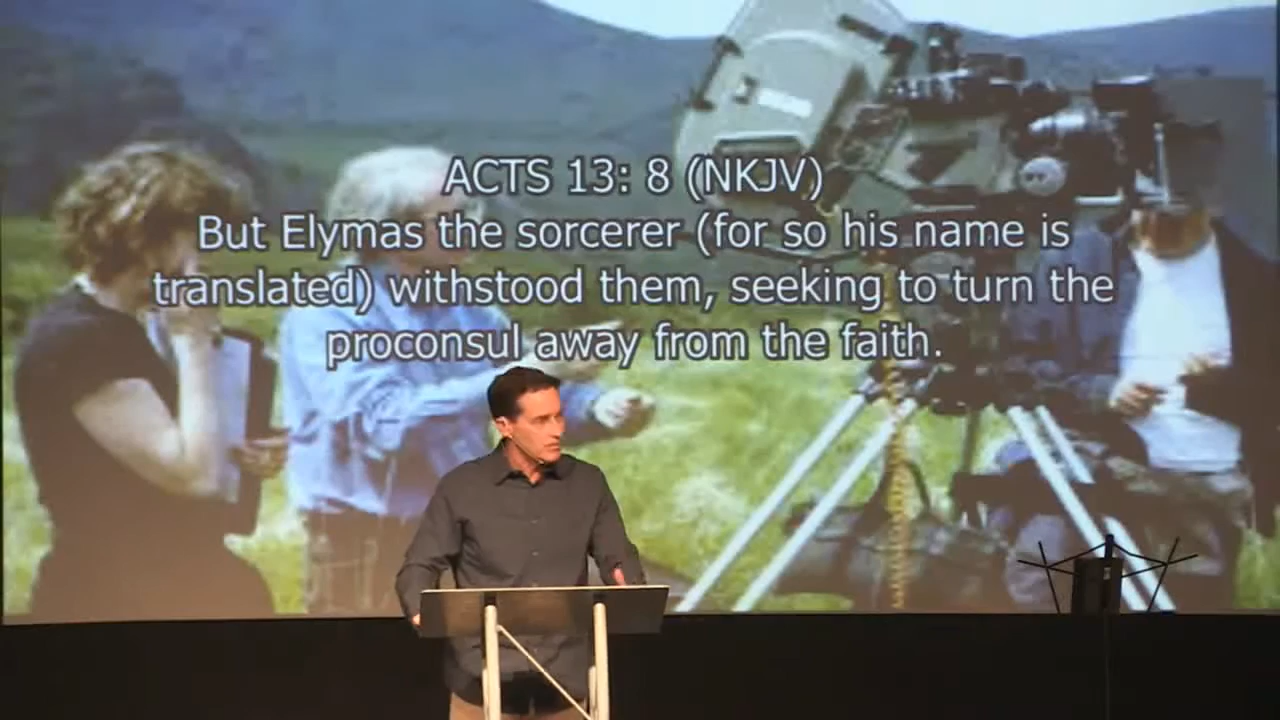 ACTS 13: 8 (NKJV)
But Elymas the sorcerer (for so his name is
translated) withstood them, seeking to turn the
proconsul away from the faith.